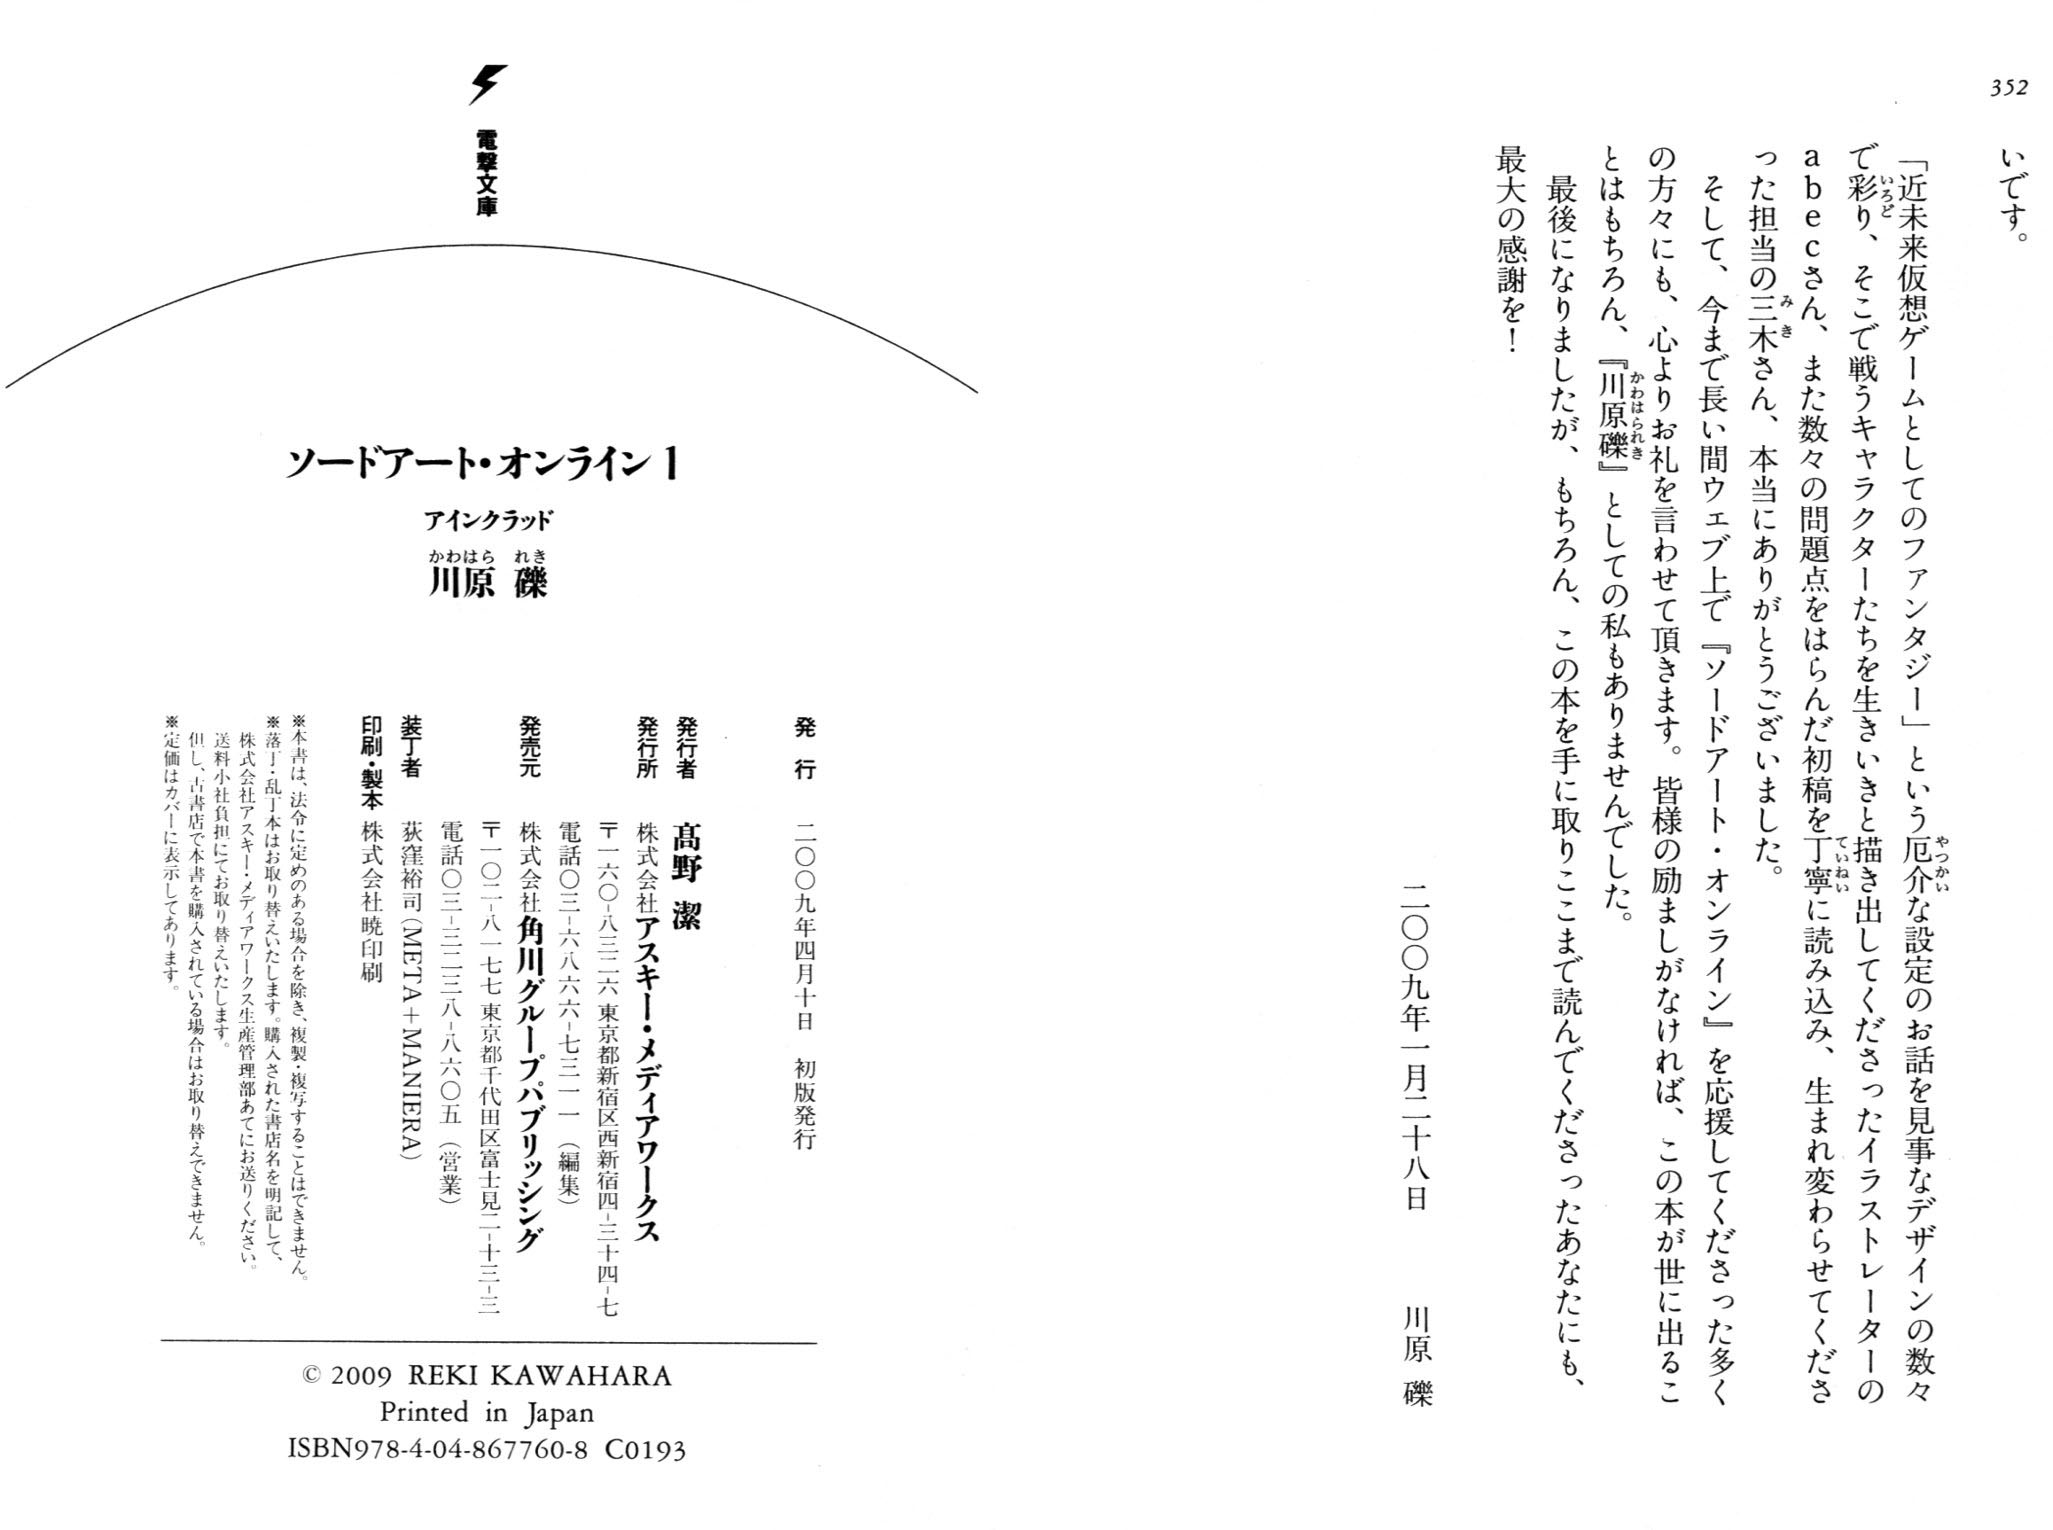 352
いです。
「近未来仮想ゲームとしてのファンタジー」という厄介な設定のお話を見事なデザインの数々
で彩り、そこで戦うキャラクターたちを生きいきと描き出してくださったイラストレーターの
abecさん、また数々の問題点をはらんだ初稿を丁寧に読み込み、生まれ変わらせてくださ
った担当の三木さん、本当にありがとうございました。
そして、今まで長い間ウェブ上で『ソードアート・オンライン』を応援してくださった多く
の方々にも、心よりお礼を言わせて頂きます。皆様の励ましがなければ、この本が世に出るこ
とはもちろん、『川原礫』としての私もありませんでした。
最後になりましたが、もちろん、この本を手に取りここまで読んでくださったあなたにも、
最大の感謝を！
二〇〇九年一月二十八日　川原 礫
電撃文庫
ソードアート・オンライン1
アインクラッド
かわはら れき
川原 礫
発行 二〇〇九年四月十日 初版発行
発行者 髙野 潔
発行所 株式会社アスキー・メディアワークス
〒一六〇-八三二六 東京都新宿区西新宿四-三十四-七
電話〇三-六八六六-七三一一（編集）
発売元 株式会社角川グループパブリッシング
〒一〇二-八一七七 東京都千代田区富士見二-十三-三
電話〇三-三二三八-八六〇五（営業）
装丁者 荻窪裕司(META＋MANIERA)
印刷・製本 株式会社暁印刷
※本書は、法令に定めのある場合を除き、複製・複写することはできません。
※落丁・乱丁本はお取り替えいたします。購入された書店名を明記して、
株式会社アスキー・メディアワークス生産管理部あてにお送りください。
送料小社負担にてお取り替えいたします。
但し、古書店で本書を購入されている場合はお取り替えできません。
※定価はカバーに表示してあります。
© 2009 REKI KAWAHARA
Printed in Japan
ISBN978-4-04-867760-8 C0193